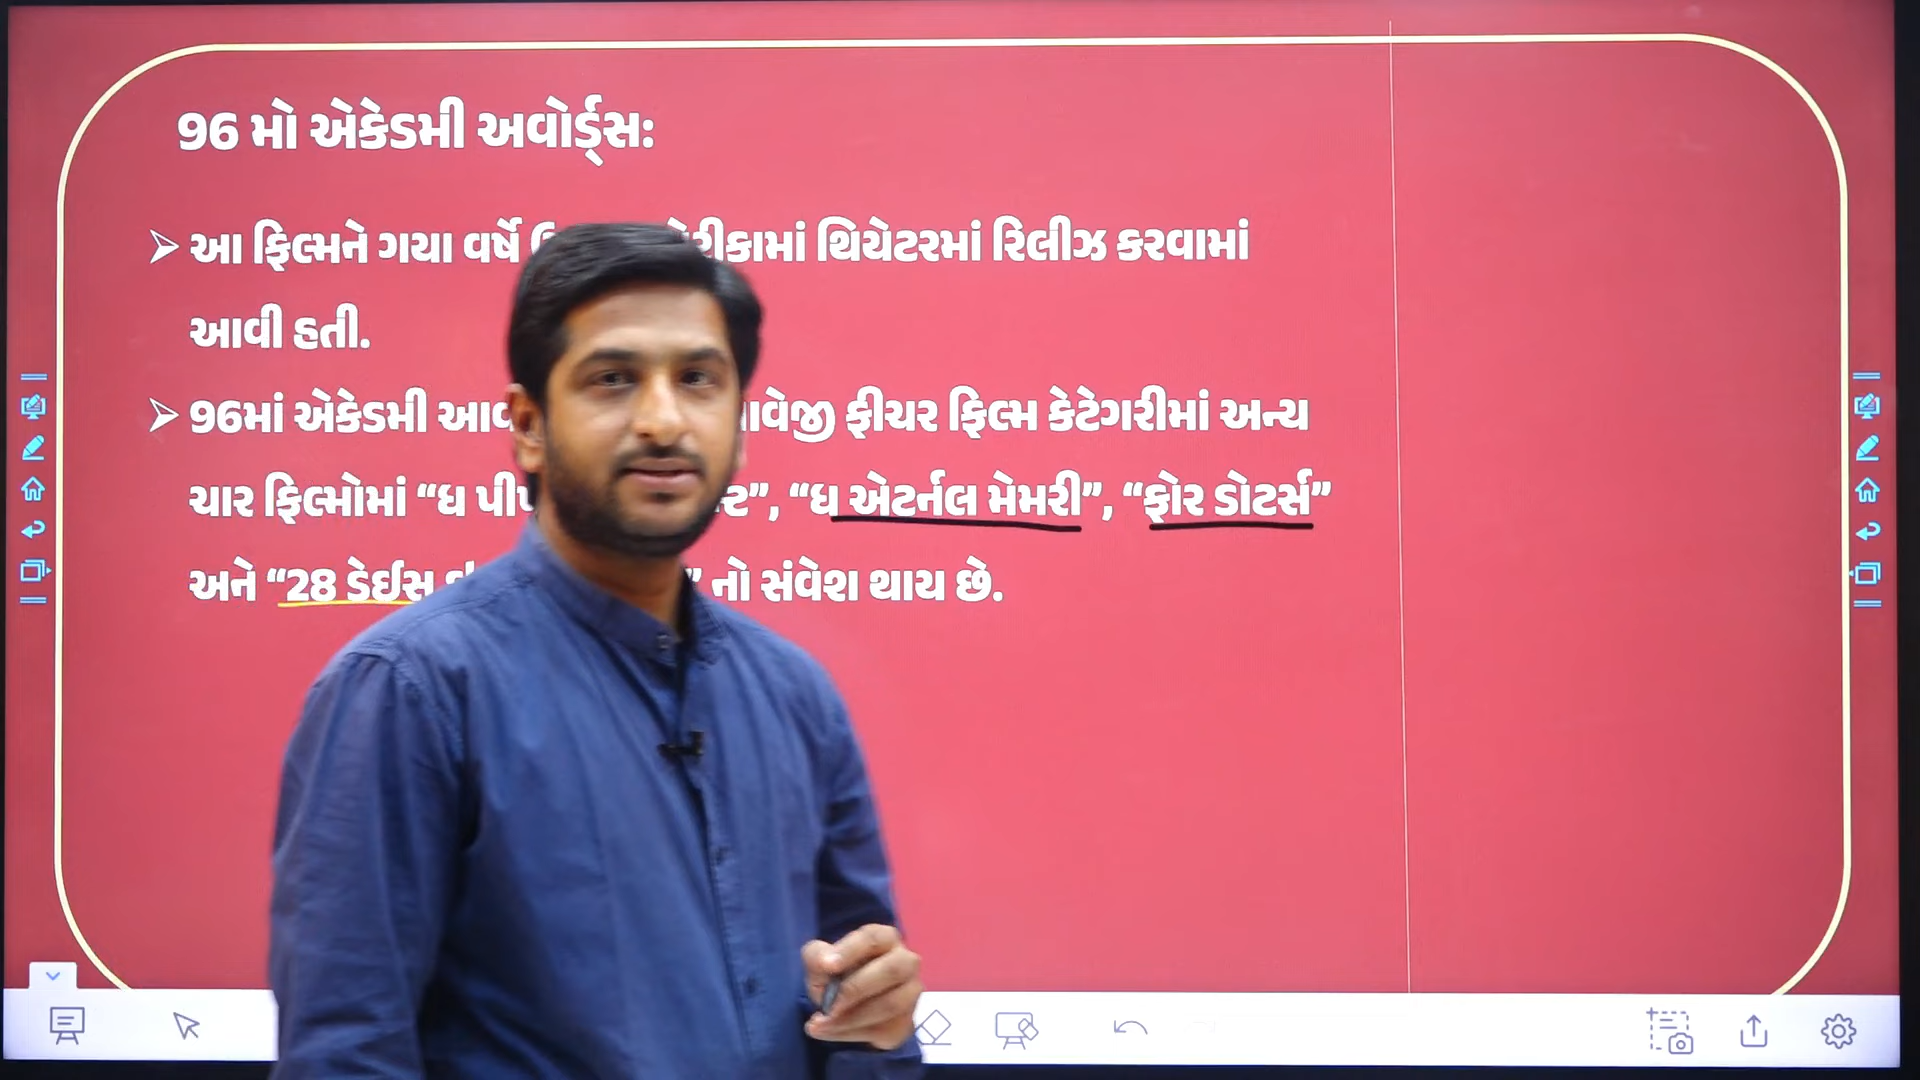 96 મો એકેડમી અવોર્ડ્સ:
આ ફિલ્મને ગયા વર્ષે થિયેટરમાં રિલીઝ કરવામાં
આવી હતી.
96માં એકેડમી ફીચર ફિલ્મ કેટેગરીમાં અન્ય
ચાર ફિલ્મોમાં “ધ “ધ એટર્નલ મેમરી”, “ફોર ડોટર્સ”
અને “28 ડેઈસ નો સંવેશ થાય છે.